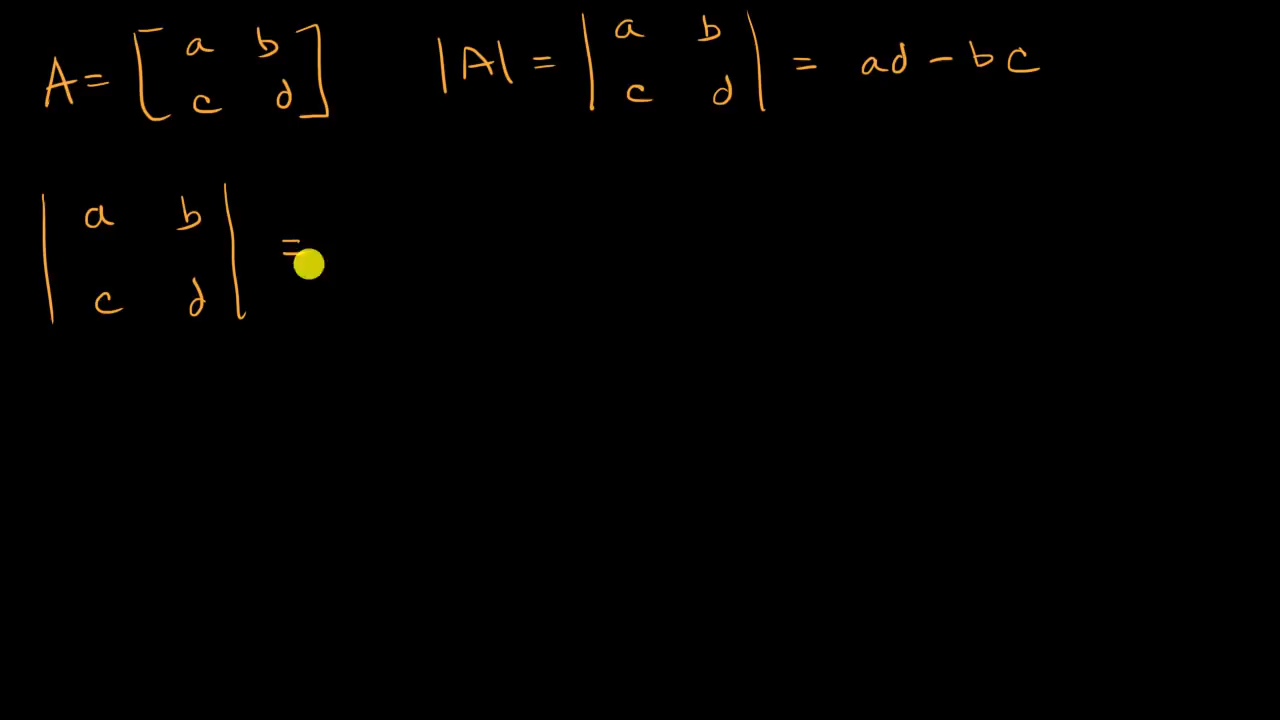 A = [ a b c d ] |A| = | a b c d | = ad - bc
| a b c d | =